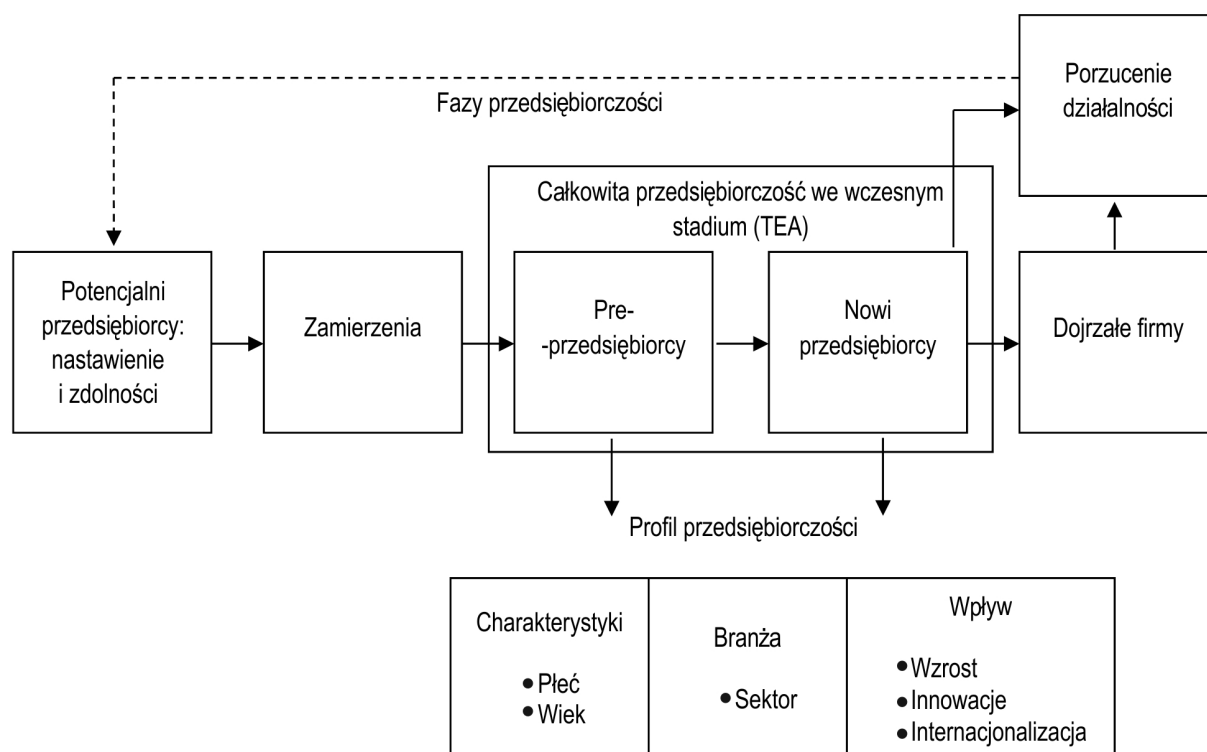 Porzucenie
działalności
Fazy przedsiębiorczości
Całkowita przedsiębiorczość we wczesnym
stadium (TEA)
Potencjalni
przedsiębiorcy:
nastawienie
i zdolności
Zamierzenia
Pre-
-przedsiębiorcy
Nowi
przedsiębiorcy
Dojrzałe firmy
Profil przedsiębiorczości
Charakterystyki
• Płeć
• Wiek
Branża
• Sektor
Wpływ
• Wzrost
• Innowacje
• Internacjonalizacja